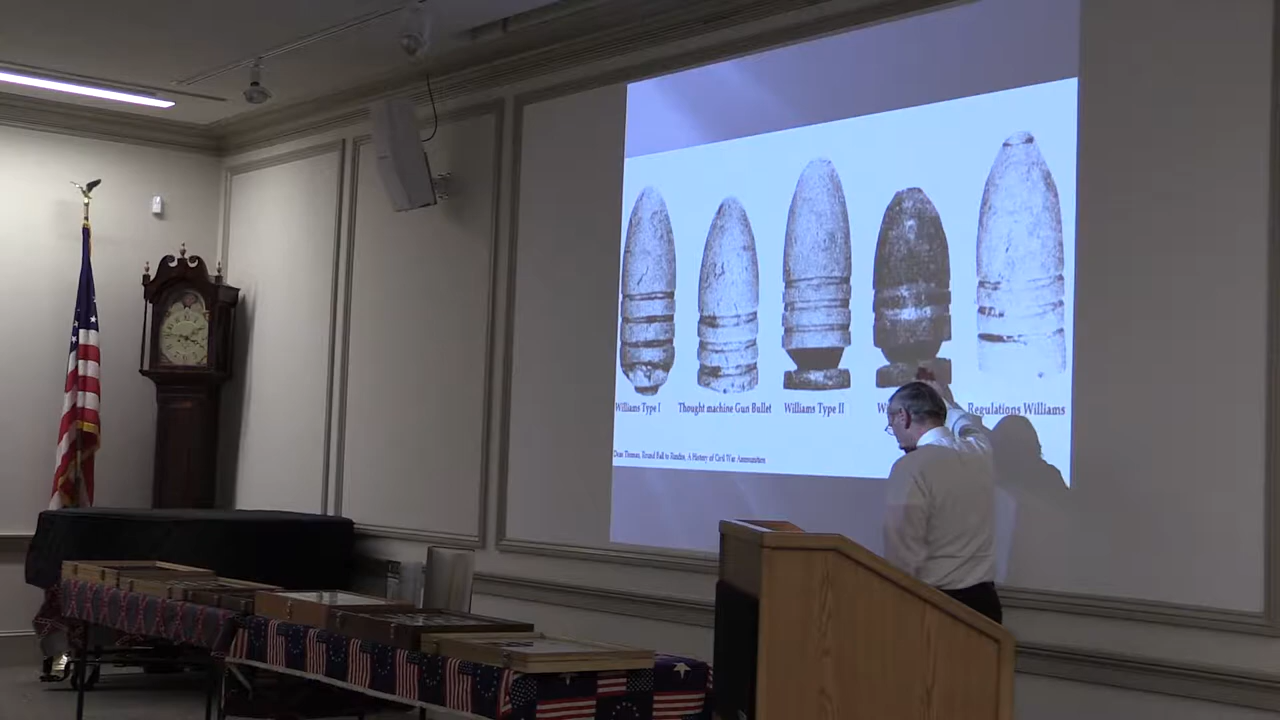 Williams Type I
Thought machine Gun Bullet
Williams Type II
Regulations Williams
Dean Thomas, Round Ball to Rimfire, A History of Civil War Ammunition